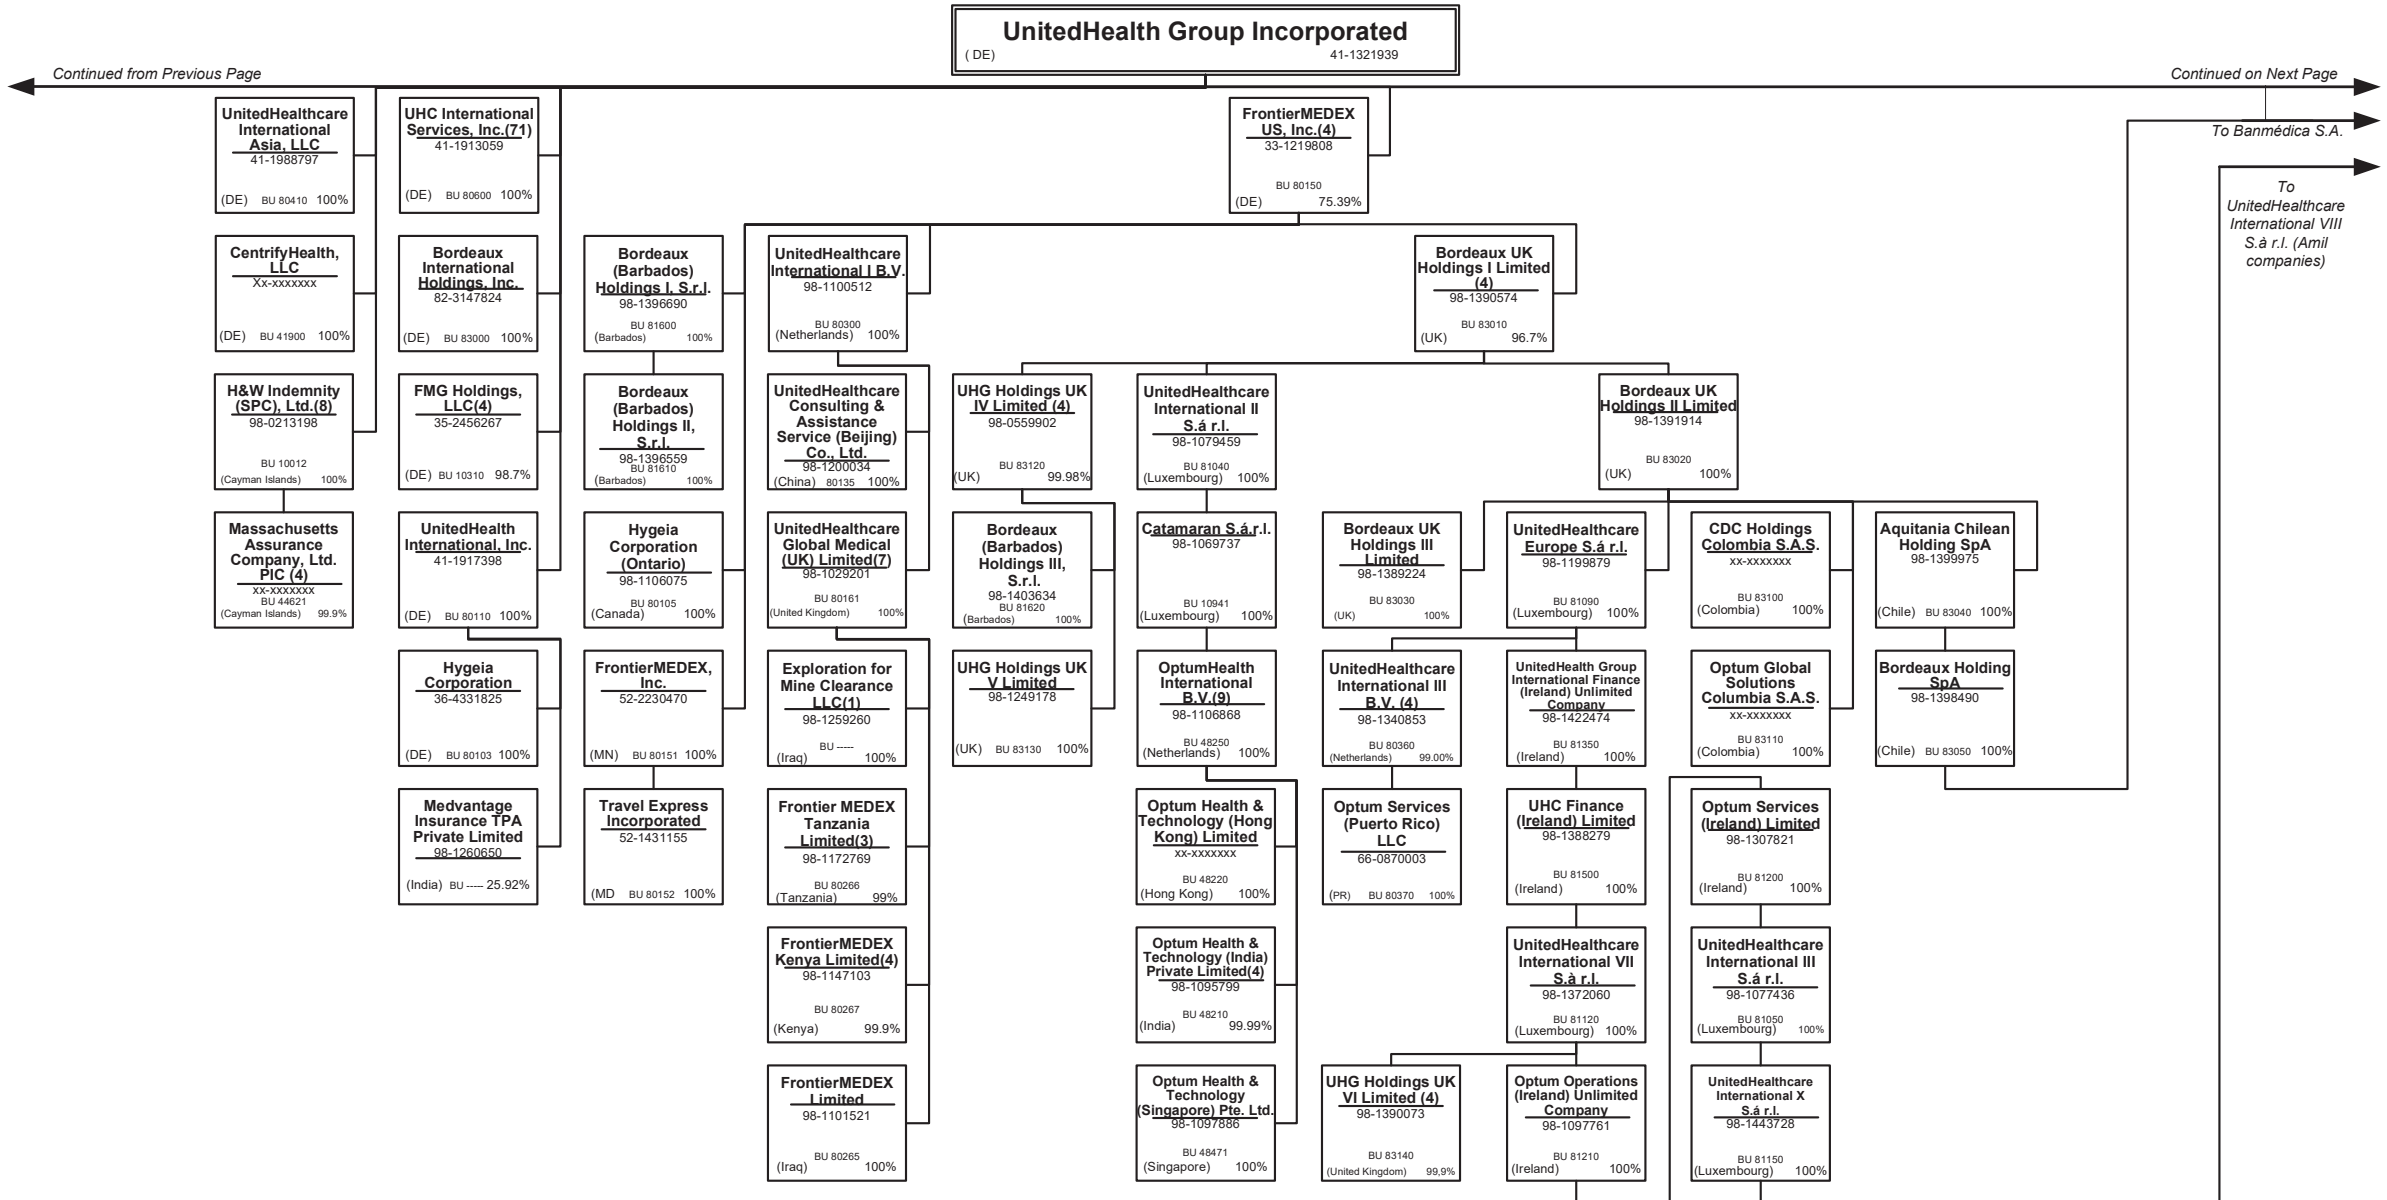 UnitedHealth Group Incorporated
( DE) 41-1321939
Continued from Previous Page
Continued on Next Page
To Banmédica S.A.
To
UnitedHealthcare
International VIII
S.à r.l. (Amil
companies)
UnitedHealthcare
International
Asia, LLC
41-1988797
(DE) BU 80410 100%
UHC International
Services, Inc.(71)
41-1913059
(DE) BU 80600 100%
FrontierMEDEX
US, Inc.(4)
33-1219808
BU 80150
(DE) 75.39%
CentrifyHealth,
LLC
Xx-xxxxxxx
(DE) BU 41900 100%
Bordeaux
International
Holdings, Inc.
82-3147824
(DE) BU 83000 100%
Bordeaux
(Barbados)
Holdings I, S.r.l.
98-1396690
BU 81600
(Barbados) 100%
UnitedHealthcare
International I B.V.
98-1100512
BU 80300
(Netherlands) 100%
Bordeaux UK
Holdings I Limited
(4)
98-1390574
BU 83010
(UK) 96.7%
H&W Indemnity
(SPC), Ltd.(8)
98-0213198
BU 10012
(Cayman Islands) 100%
FMG Holdings,
LLC(4)
35-2456267
(DE) BU 10310 98.7%
Bordeaux
(Barbados)
Holdings II,
S.r.l.
98-1396559
BU 81610
(Barbados) 100%
UnitedHealthcare
Consulting &
Assistance
Service (Beijing)
Co., Ltd.
98-1200034
(China) 80135 100%
UHG Holdings UK
IV Limited (4)
98-0559902
BU 83120
(UK) 99.98%
UnitedHealthcare
International II
S.á r.l.
98-1079459
BU 81040
(Luxembourg) 100%
Bordeaux UK
Holdings II Limited
98-1391914
BU 83020
(UK) 100%
Massachusetts
Assurance
Company, Ltd.
PIC (4)
xx-xxxxxxx
BU 44621
(Cayman Islands) 99.9%
UnitedHealth
International, Inc.
41-1917398
(DE) BU 80110 100%
Hygeia
Corporation
(Ontario)
98-1106075
BU 80105
(Canada) 100%
UnitedHealthcare
Global Medical
(UK) Limited(7)
98-1029201
BU 80161
(United Kingdom) 100%
Bordeaux
(Barbados)
Holdings III,
S.r.l.
98-1403634
BU 81620
(Barbados) 100%
Catamaran S.á.r.l.
98-1069737
BU 10941
(Luxembourg) 100%
Bordeaux UK
Holdings III
Limited
98-1389224
BU 83030
(UK) 100%
UnitedHealthcare
Europe S.á r.l.
98-1199879
BU 81090
(Luxembourg) 100%
CDC Holdings
Colombia S.A.S.
xx-xxxxxxx
BU 83100
(Colombia) 100%
Aquitania Chilean
Holding SpA
98-1399975
(Chile) BU 83040 100%
Hygeia
Corporation
36-4331825
(DE) BU 80103 100%
FrontierMEDEX,
Inc.
52-2230470
(MN) BU 80151 100%
Exploration for
Mine Clearance
LLC(1)
98-1259260
BU -----
(Iraq) 100%
UHG Holdings UK
V Limited
98-1249178
(UK) BU 83130 100%
OptumHealth
International
B.V.(9)
98-1106868
BU 48250
(Netherlands) 100%
UnitedHealthcare
International III
B.V. (4)
98-1340853
BU 80360
(Netherlands) 99.00%
UnitedHealth Group
International Finance
(Ireland) Unlimited
Company
98-1422474
BU 81350
(Ireland) 100%
Optum Global
Solutions
Columbia S.A.S.
xx-xxxxxxx
BU 83110
(Colombia) 100%
Bordeaux Holding
SpA
98-1398490
(Chile) BU 83050 100%
Medvantage
Insurance TPA
Private Limited
98-1260650
(India) BU ----- 25.92%
Travel Express
Incorporated
52-1431155
(MD BU 80152 100%
Frontier MEDEX
Tanzania
Limited(3)
98-1172769
BU 80266
(Tanzania) 99%
Optum Health &
Technology (Hong
Kong) Limited
xx-xxxxxxx
BU 48220
(Hong Kong) 100%
Optum Services
(Puerto Rico)
LLC
66-0870003
(PR) BU 80370 100%
UHC Finance
(Ireland) Limited
98-1388279
BU 81500
(Ireland) 100%
Optum Services
(Ireland) Limited
98-1307821
BU 81200
(Ireland) 100%
FrontierMEDEX
Kenya Limited(4)
98-1147103
BU 80267
(Kenya) 99.9%
Optum Health &
Technology (India)
Private Limited(4)
98-1095799
BU 48210
(India) 99.99%
UnitedHealthcare
International VII
S.à r.l.
98-1372060
BU 81120
(Luxembourg) 100%
UnitedHealthcare
International III
S.á r.l.
98-1077436
BU 81050
(Luxembourg) 100%
FrontierMEDEX
Limited
98-1101521
BU 80265
(Iraq) 100%
Optum Health &
Technology
(Singapore) Pte. Ltd.
98-1097886
BU 48471
(Singapore) 100%
UHG Holdings UK
VI Limited (4)
98-1390073
BU 83140
(United Kingdom) 99,9%
Optum Operations
(Ireland) Unlimited
Company
98-1097761
BU 81210
(Ireland) 100%
UnitedHealthcare
International X
S.á r.l.
98-1443728
BU 81150
(Luxembourg) 100%